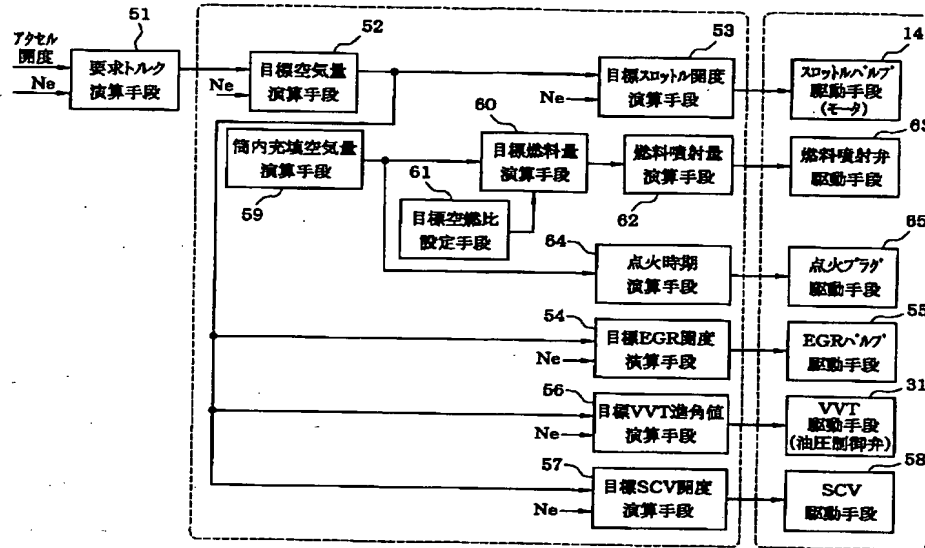 51
アクセル
開度
Ne
要求トルク
演算手段
52
Ne
目標空気量
演算手段
53
Ne
目標スロットル開度
演算手段
14
スロットルバルブ
駆動手段
(モータ)
筒内充填空気量
演算手段
59
60
目標燃料量
演算手段
61
目標空燃比
設定手段
燃料噴射量
演算手段
62
63
燃料噴射弁
駆動手段
64
点火時期
演算手段
65
点火プラグ
駆動手段
54
Ne
目標EGR開度
演算手段
55
EGRバルブ
駆動手段
56
Ne
目標VVT進角値
演算手段
31
VVT
駆動手段
(油圧制御弁)
57
Ne
目標SCV開度
演算手段
58
SCV
駆動手段